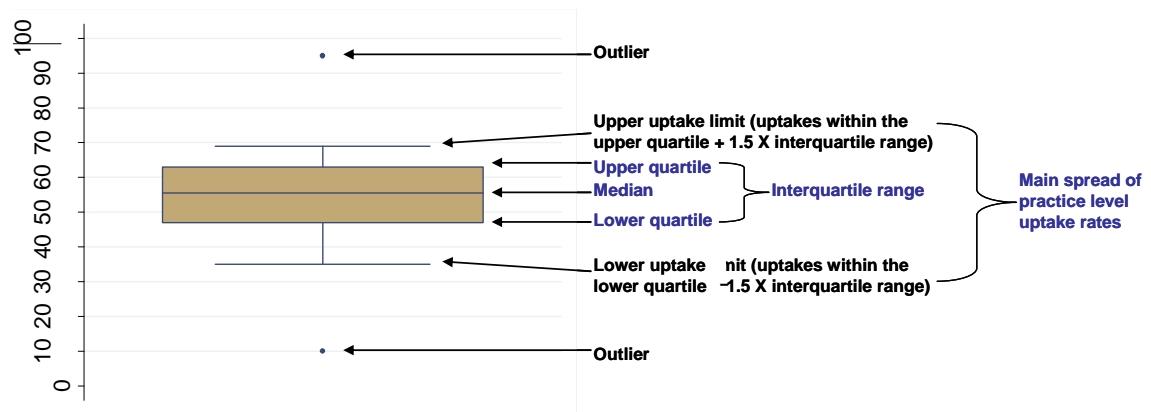 100
90
80
70
60
50
40
30
20
10
0
Outlier
Upper uptake limit (uptakes within the
upper quartile + 1.5 X interquartile range)
Upper quartile
Median
Interquartile range
Lower quartile
Main spread of
practice level
uptake rates
Lower uptake nit (uptakes within the
lower quartile –1.5 X interquartile range)
Outlier